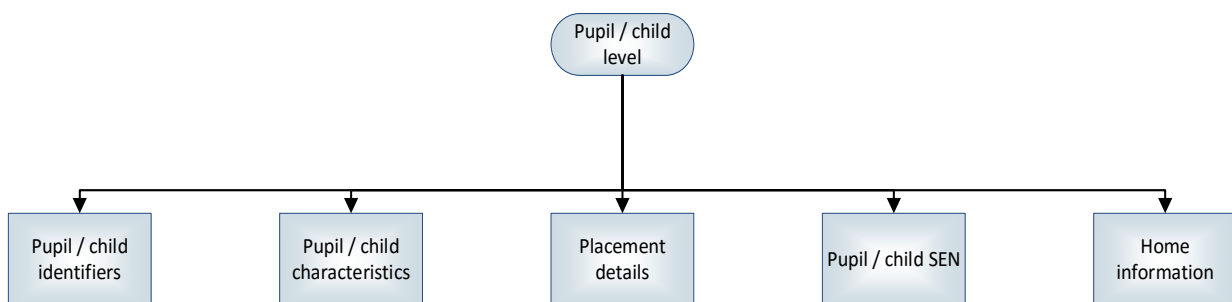 Pupil / child
level
Pupil / child
identifiers
Pupil / child
characteristics
Placement
details
Pupil / child SEN
Home
information